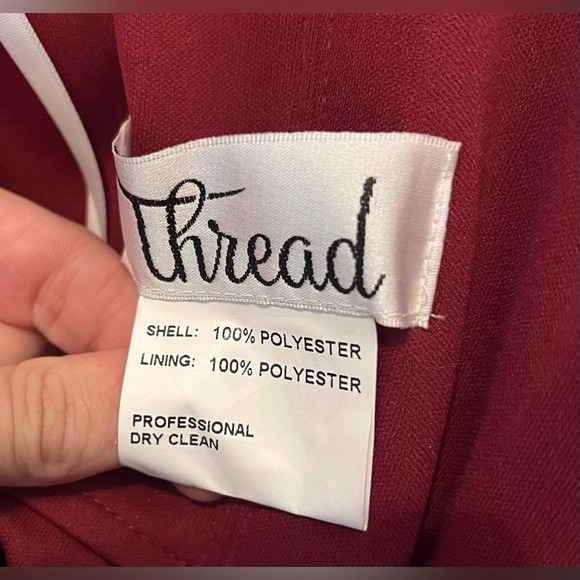 Thread
SHELL: 100% POLYESTER
LINING: 100% POLYESTER
PROFESSIONAL
DRY CLEAN